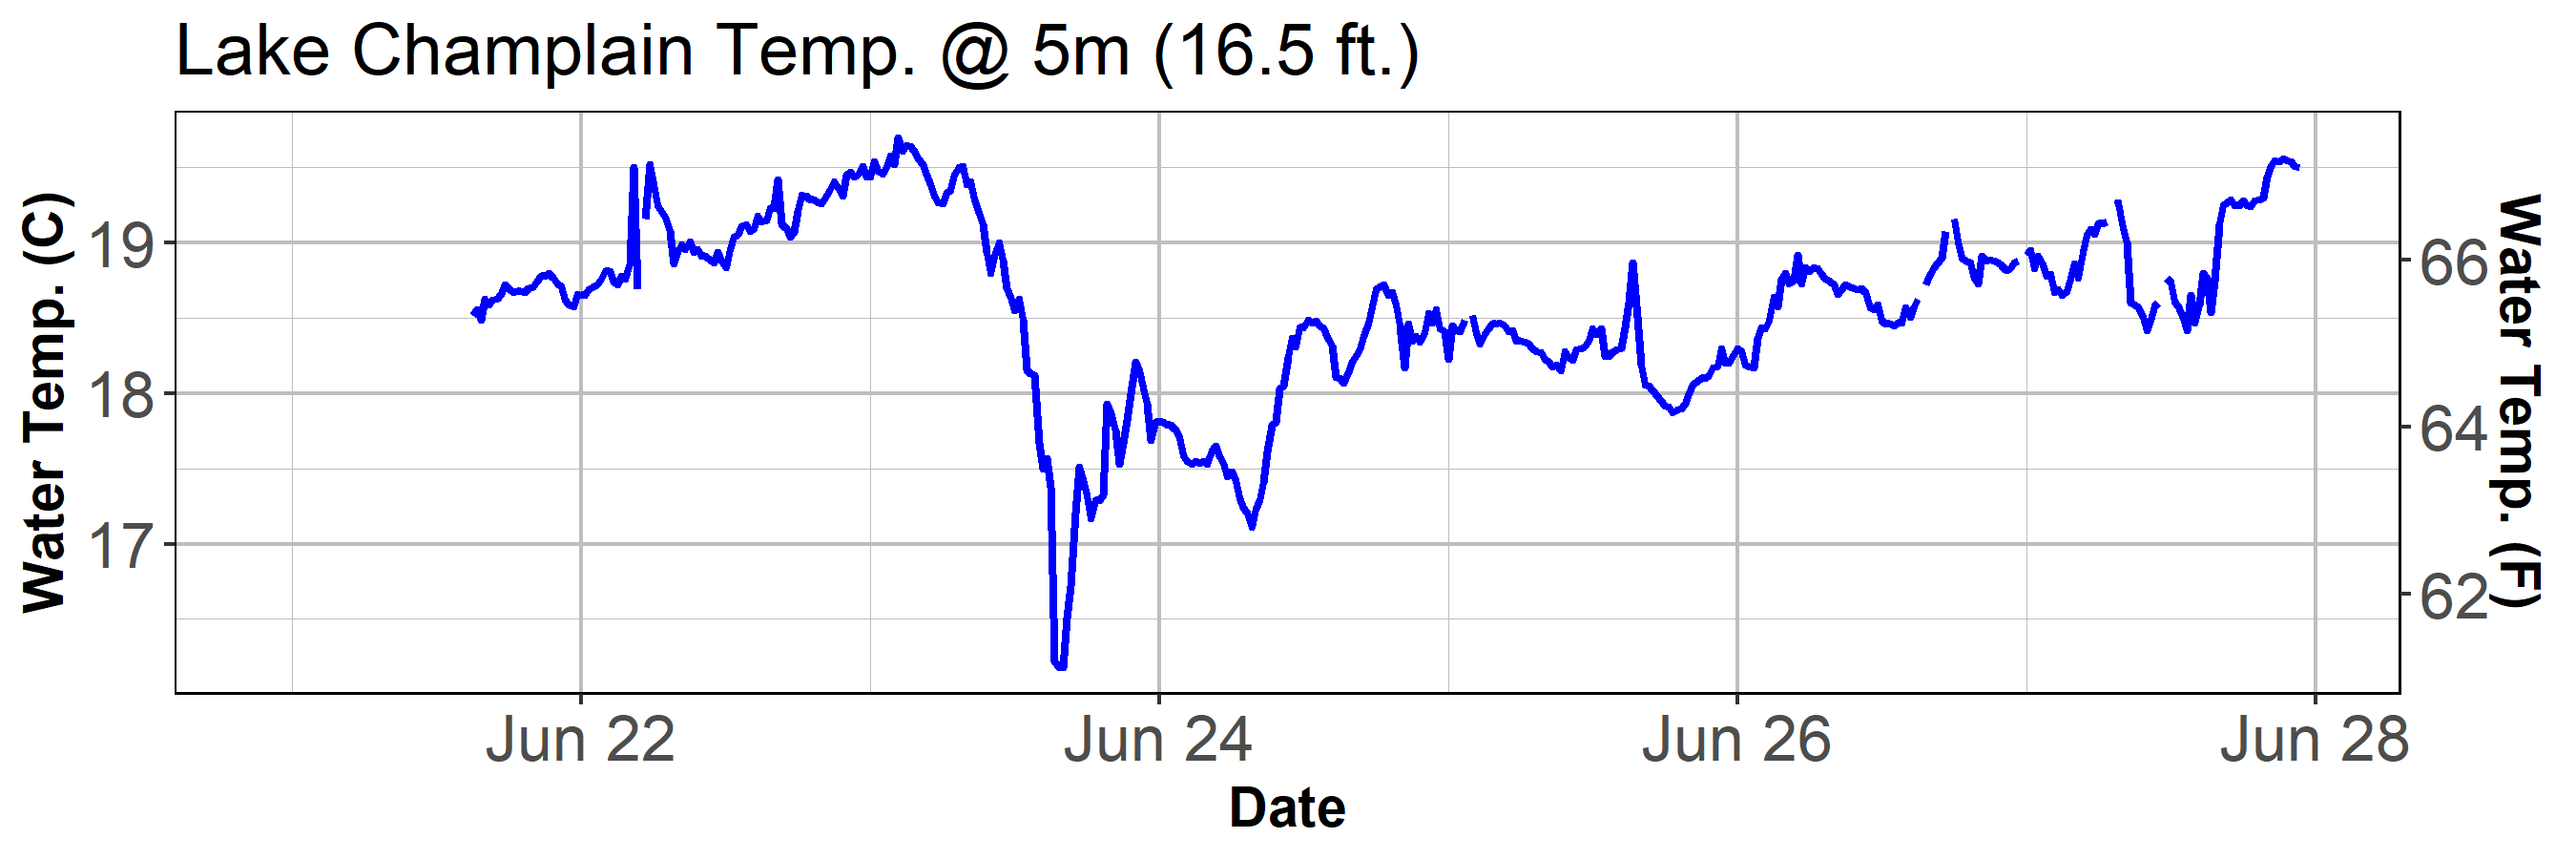 Lake Champlain Temp. @ 5m (16.5 ft.)
Water Temp. (C)
19
18
17
66
64
62
Water Temp. (F)
Jun 22 Jun 24 Jun 26 Jun 28
Date